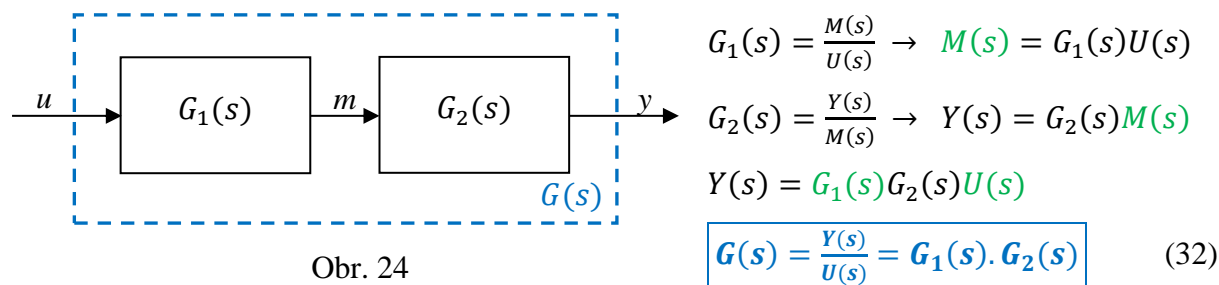 u G₁(s) m G₂(s) y
G(s)
Obr. 24
G₁(s) = M(s)/U(s) → M(s) = G₁(s)U(s)
G₂(s) = Y(s)/M(s) → Y(s) = G₂(s)M(s)
Y(s) = G₁(s)G₂(s)U(s)
G(s) = Y(s)/U(s) = G₁(s).G₂(s) (32)